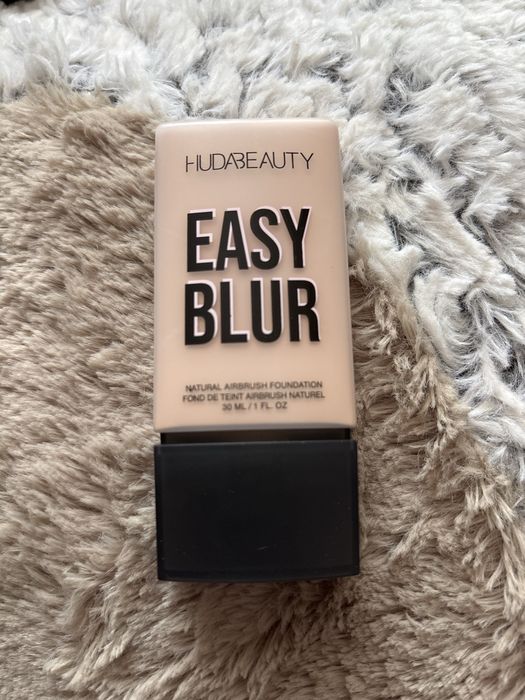 HUDABEAUTY
EASY
BLUR
NATURAL AIRBRUSH FOUNDATION
FOND DE TEINT AIRBRUSH NATUREL
30 ML / 1 FL. OZ